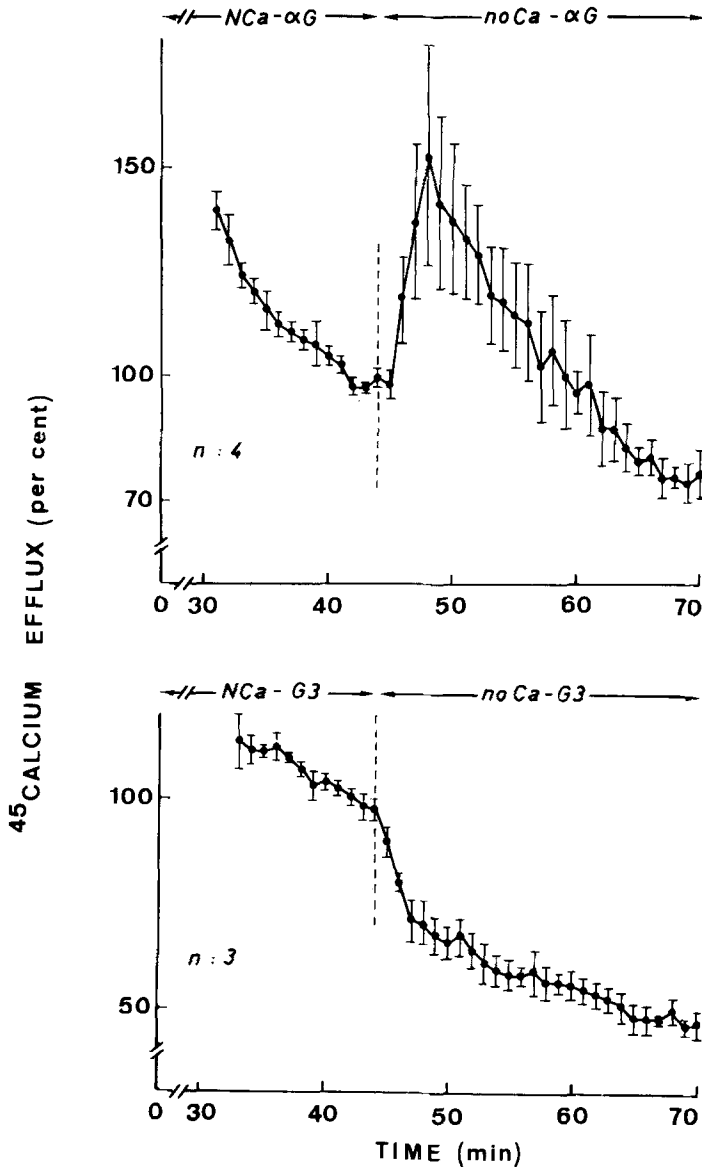 NCa-αG noCa-αG
150
100
70
n : 4
0 30 40 50 60 70
45CALCIUM EFFLUX (per cent)
NCa-G3 noCa-G3
100
50
n : 3
0 30 40 50 60 70
TIME (min)